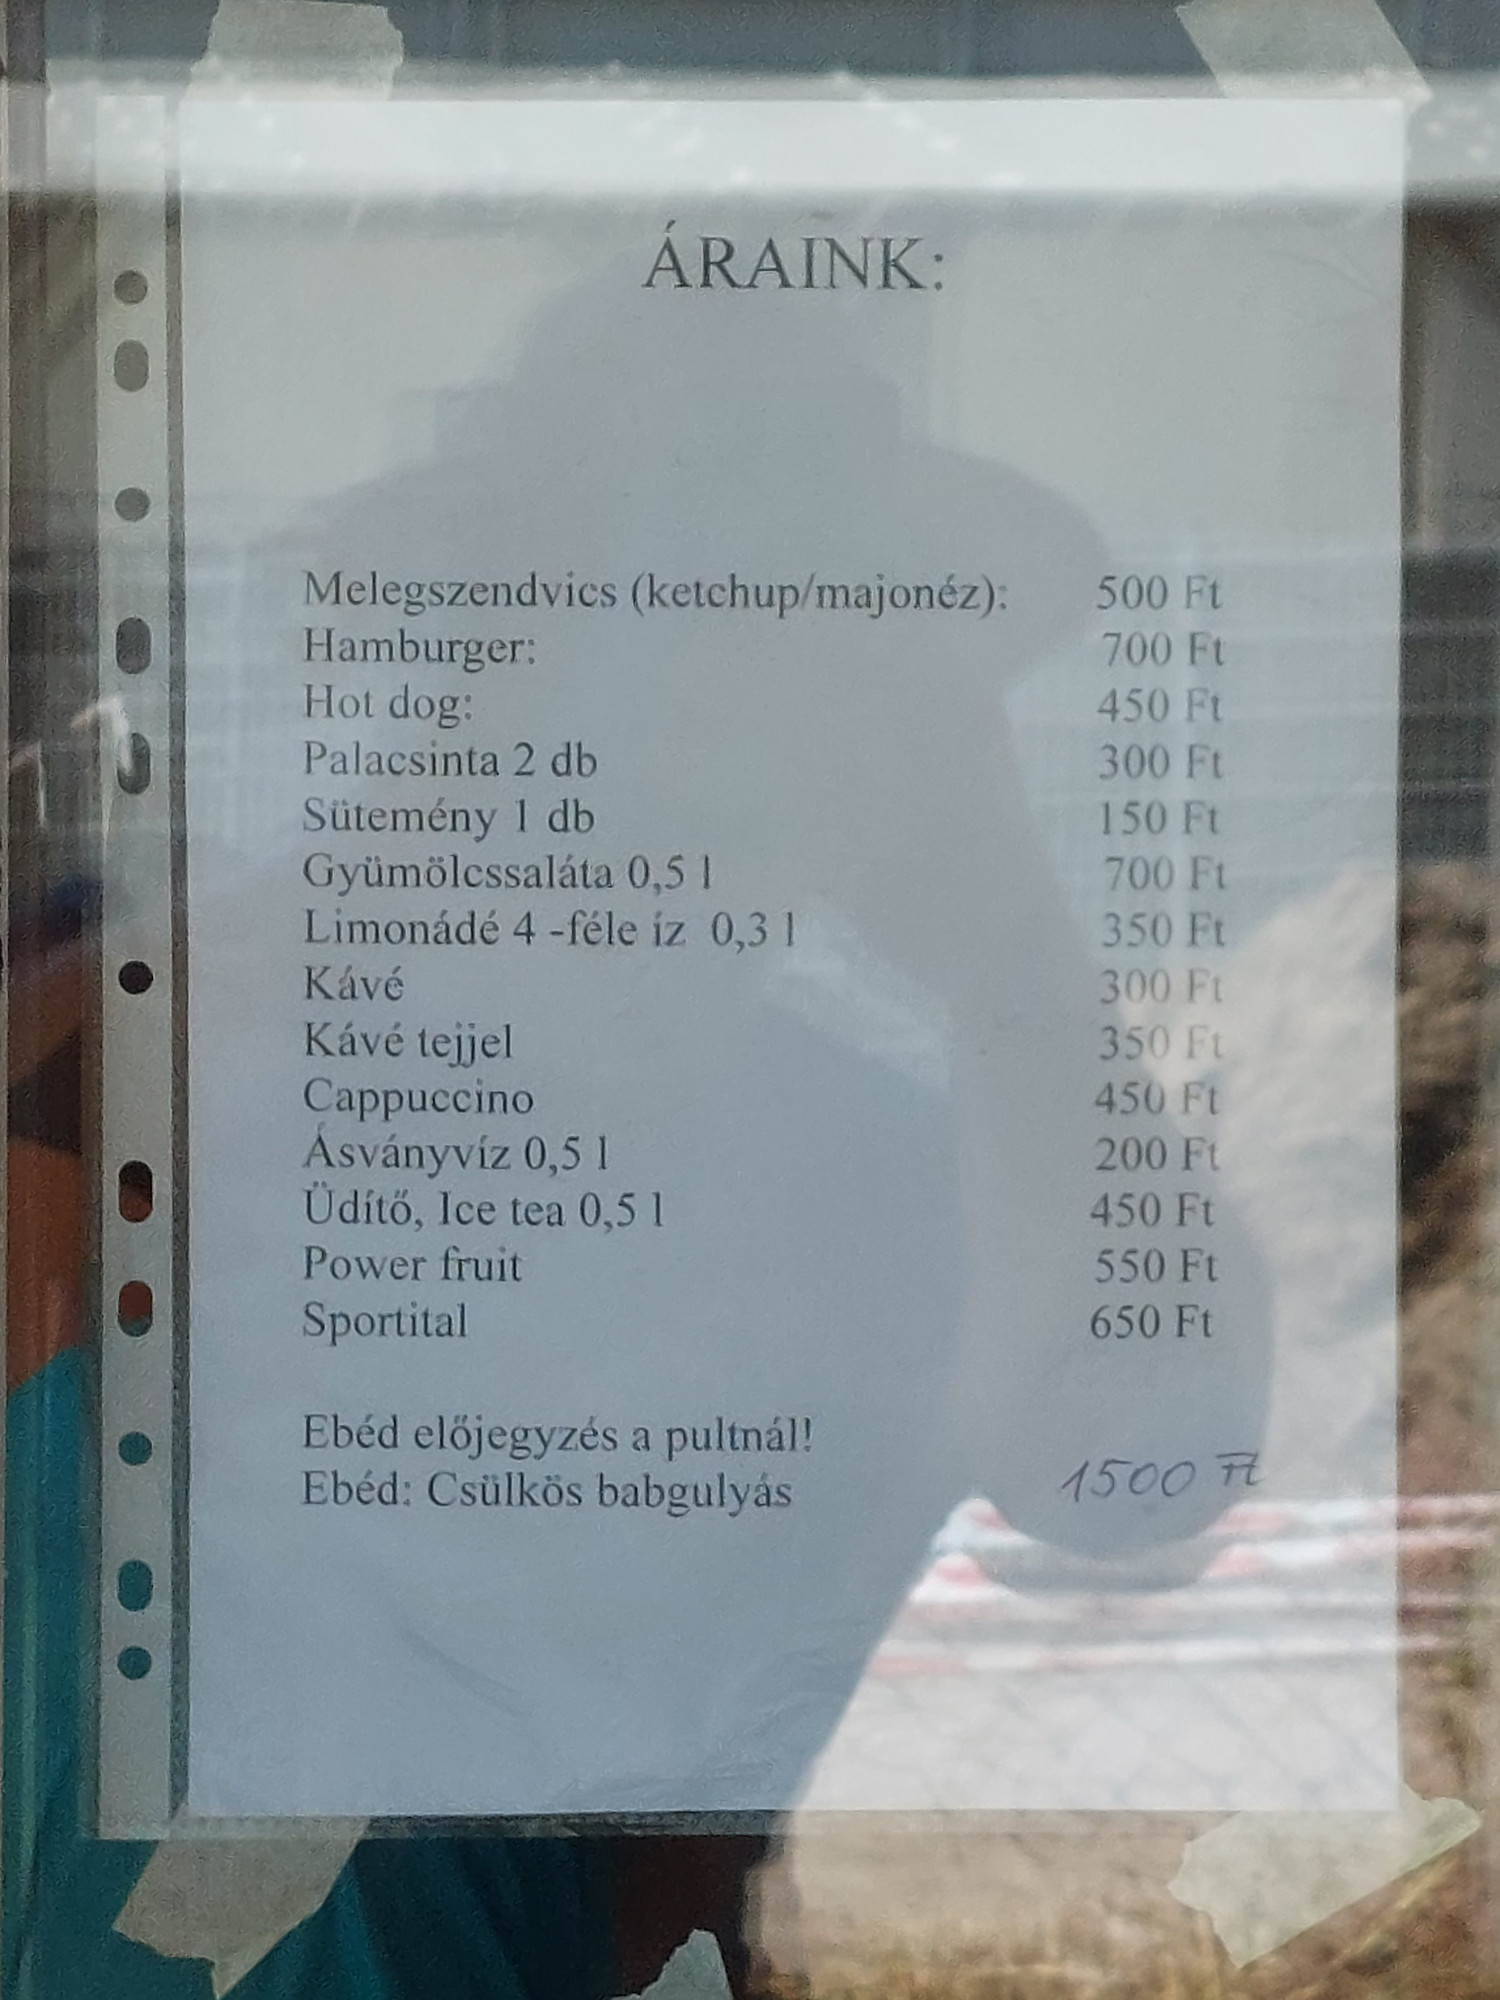 ÁRAINK:
Melegszendvics (ketchup/majonéz): 500 Ft
Hamburger: 700 Ft
Hot dog: 450 Ft
Palacsinta 2 db 300 Ft
Sütemény 1 db 150 Ft
Gyümölcssaláta 0,5 l 700 Ft
Limonádé 4 -féle íz 0,3 l 350 Ft
Kávé 300 Ft
Kávé tejjel 350 Ft
Cappuccino 450 Ft
Ásványvíz 0,5 l 200 Ft
Üdítő, Ice tea 0,5 l 450 Ft
Power fruit 550 Ft
Sportital 650 Ft
Ebéd előjegyzés a pultnál!
Ebéd: Csülkös babgulyás 1500 Ft